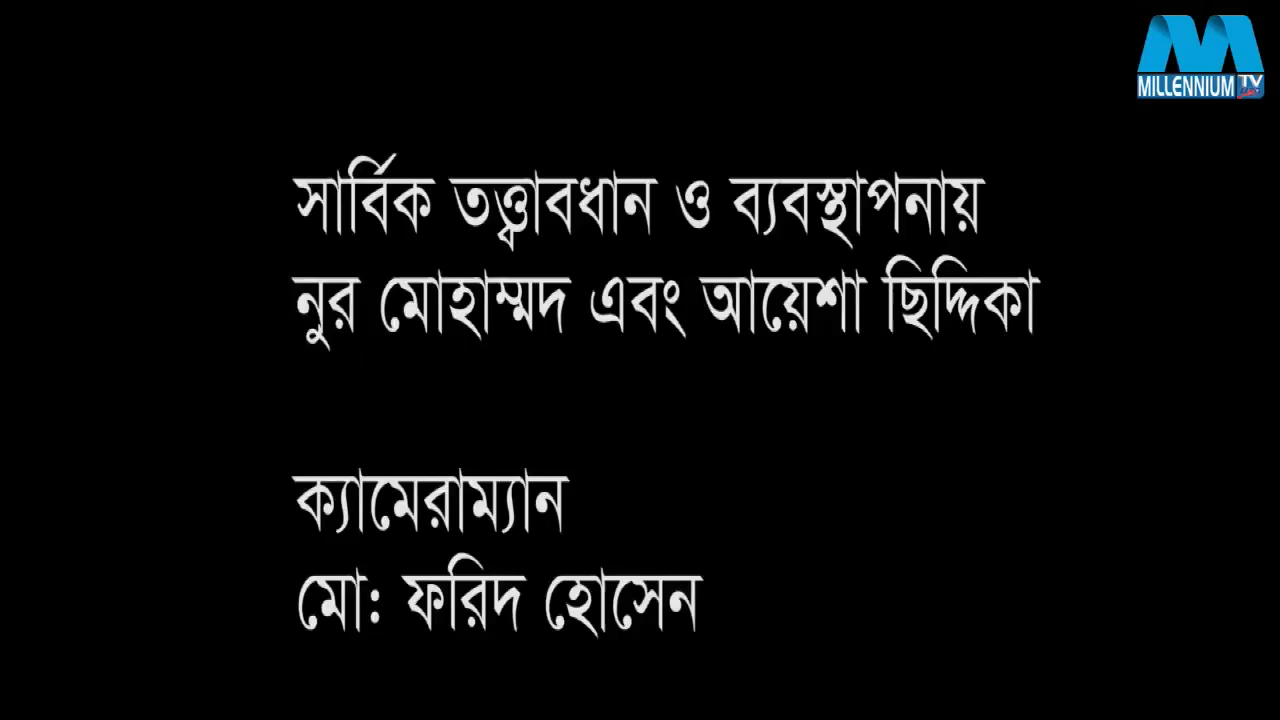 MILLENNIUM TV
সার্বিক তত্ত্বাবধান ও ব্যবস্থাপনায়
নুর মোহাম্মদ এবং আয়েশা ছিদ্দিকা
ক্যামেরাম্যান
মো: ফরিদ হোসেন